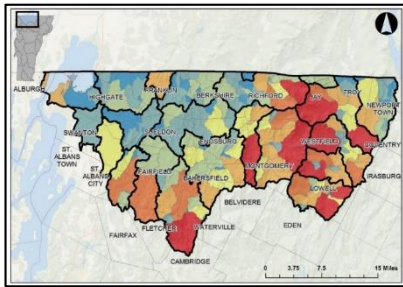 ALBURGH
HIGHGATE
FRANKLIN
BERKSHIRE
RICHFORD
JAY
TROY
NEWPORT
TOWN
SWANTON
SHELDON
ENOSBURG
WESTFIELD
COVENTRY
ST.
ALBANS
TOWN
ST.
ALBANS
CITY
FAIRFIELD
BAKERSFIELD
MONTGOMERY
LOWELL
IRASBURG
FAIRFAX
FLETCHER
WATERVILLE
BELVIDERE
EDEN
CAMBRIDGE
0 3.75 7.5 15 Miles